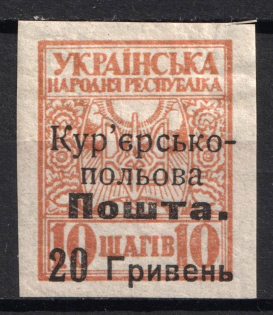 УКРАЇНСЬКА
НАРОДНЯ РЕСПУБЛІКА
Кур'єрсько-
польова
Пошта.
10 ШАГІВ 10
20 Гривень